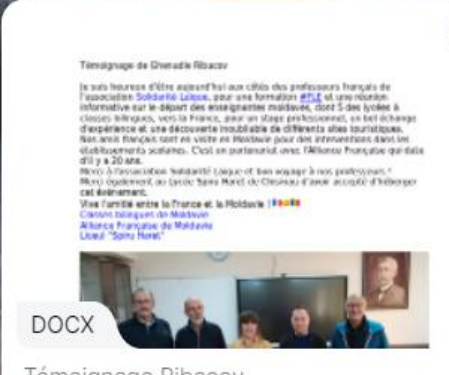 Témoignage de Ghenadie Ribacov
Je suis heureux d'être aujourd'hui aux côtés des professeurs français de
l'association Solidarité Laïque, pour une formation #FLE et une réunion
informative sur le départ des enseignantes moldaves, dont 5 des lycées à
classes bilingues, vers la France, pour un stage professionnel, un bel échange
d'expérience et une découverte inoubliable de différents sites touristiques.
Nos amis français sont en visite en Moldavie pour des interventions dans les
établissements scolaires. C'est un partenariat avec l'Alliance Française qui date
d'il y a 20 ans.
Merci à l'association Solidarité Laïque et bon voyage à nos professeurs !
Merci également au Lycée Spiru Haret de Chisinau d'avoir accepté d'héberger
cet événement.
Vive l'amitié entre la France et la Moldavie !
Classes bilingues de Moldavie
Alliance Française de Moldavie
Liceul "Spiru Haret"
DOCX
Témoignage Ribacov